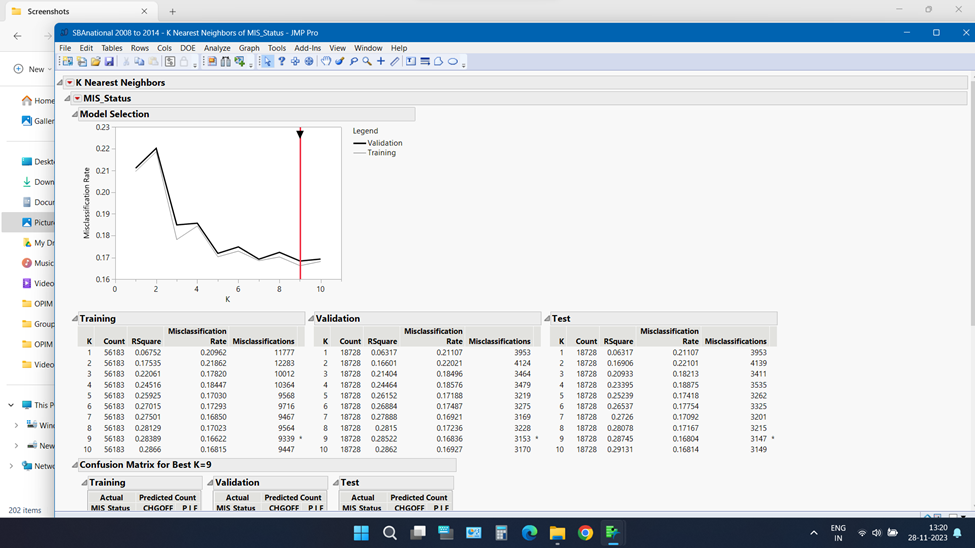 Screenshots
SBAnational 2008 to 2014 - K Nearest Neighbors of MIS_Status - JMP Pro
File Edit Tables Rows Cols DOE Analyze Graph Tools Add-Ins View Window Help
New
Home
Galler
Deskto
Down
Docur
Picture
My Dr
Music
Video
OPIM
Group
OPIM
Video
This P
Wind
New
Netwo
202 items
K Nearest Neighbors
MIS_Status
Model Selection
0.23
0.22
0.21
0.20
0.19
0.18
0.17
0.16
Misclassification Rate
0 2 4 6 8 10
K
Legend
Validation
Training
Training
Misclassification
K Count RSquare Rate Misclassifications
1 56183 0.06752 0.20962 11777
2 56183 0.17535 0.21862 12283
3 56183 0.22061 0.17820 10012
4 56183 0.24516 0.18447 10364
5 56183 0.25925 0.17030 9568
6 56183 0.27015 0.17293 9716
7 56183 0.27501 0.16850 9467
8 56183 0.28129 0.17023 9564
9 56183 0.28389 0.16622 9339 *
10 56183 0.2866 0.16815 9447
Validation
Misclassification
K Count RSquare Rate Misclassifications
1 18728 0.06317 0.21107 3953
2 18728 0.16601 0.22021 4124
3 18728 0.21404 0.18496 3464
4 18728 0.24464 0.18576 3479
5 18728 0.26152 0.17188 3219
6 18728 0.26884 0.17487 3275
7 18728 0.27888 0.16921 3169
8 18728 0.2815 0.17236 3228
9 18728 0.28522 0.16836 3153 *
10 18728 0.2862 0.16927 3170
Test
Misclassification
K Count RSquare Rate Misclassifications
1 18728 0.06317 0.21107 3953
2 18728 0.16906 0.22101 4139
3 18728 0.20933 0.18213 3411
4 18728 0.23395 0.18875 3535
5 18728 0.25239 0.17418 3262
6 18728 0.26537 0.17754 3325
7 18728 0.2726 0.17092 3201
8 18728 0.28078 0.17167 3215
9 18728 0.28745 0.16804 3147 *
10 18728 0.29131 0.16814 3149
Confusion Matrix for Best K=9
Training
Actual Predicted Count
MIS_Status CHGOFF P I F
Validation
Actual Predicted Count
MIS_Status CHGOFF P I F
Test
Actual Predicted Count
MIS_Status CHGOFF P I F
ENG
IN
13:20
28-11-2023